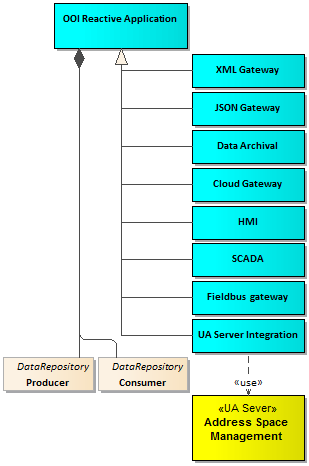 OOI Reactive Application
XML Gateway
JSON Gateway
Data Archival
Cloud Gateway
HMI
SCADA
Fieldbus gateway
UA Server Integration
DataRepository
Producer
DataRepository
Consumer
«use»
«UA Sever»
Address Space
Management